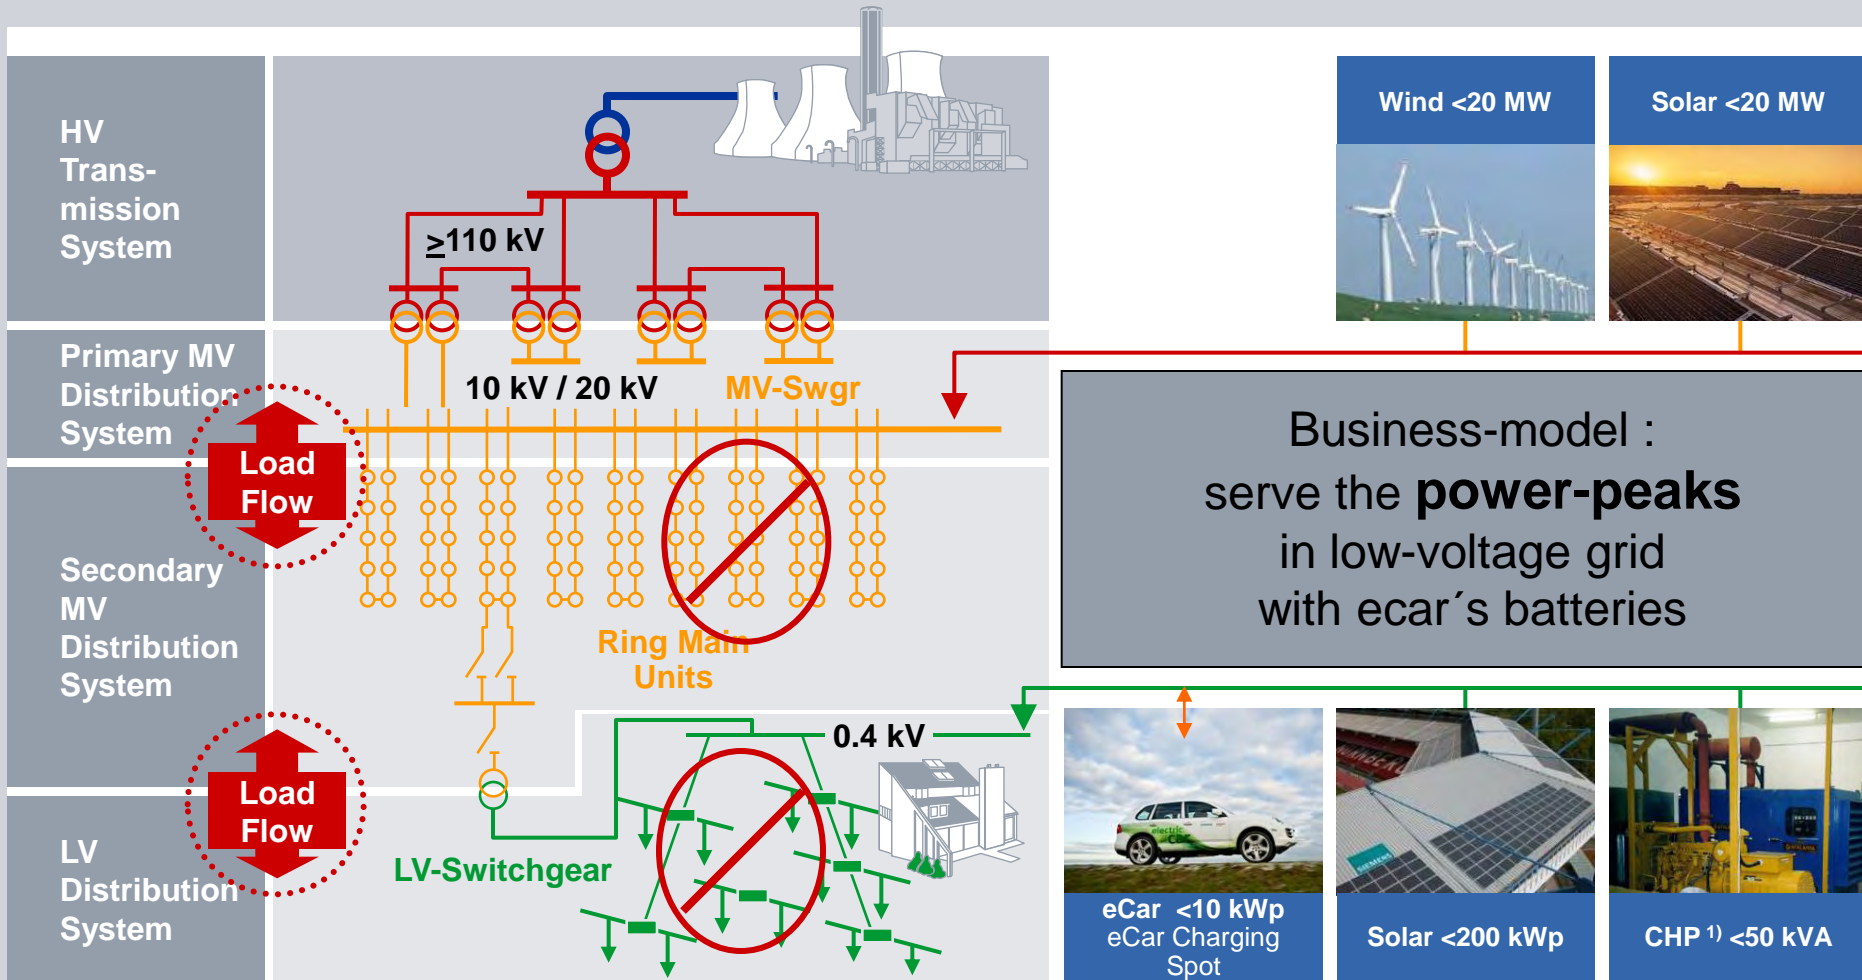 HV
Trans-
mission
System
≥110 kV
Wind <20 MW
Solar <20 MW
Primary MV
Distribution
System
10 kV / 20 kV
MV-Swgr
Load
Flow
Business-model :
serve the power-peaks
in low-voltage grid
with ecar´s batteries
Secondary
MV
Distribution
System
Ring Main
Units
0.4 kV
Load
Flow
LV
Distribution
System
LV-Switchgear
electric
car
SIEMENS
eCar <10 kWp
eCar Charging
Spot
Solar <200 kWp
CHP 1) <50 kVA